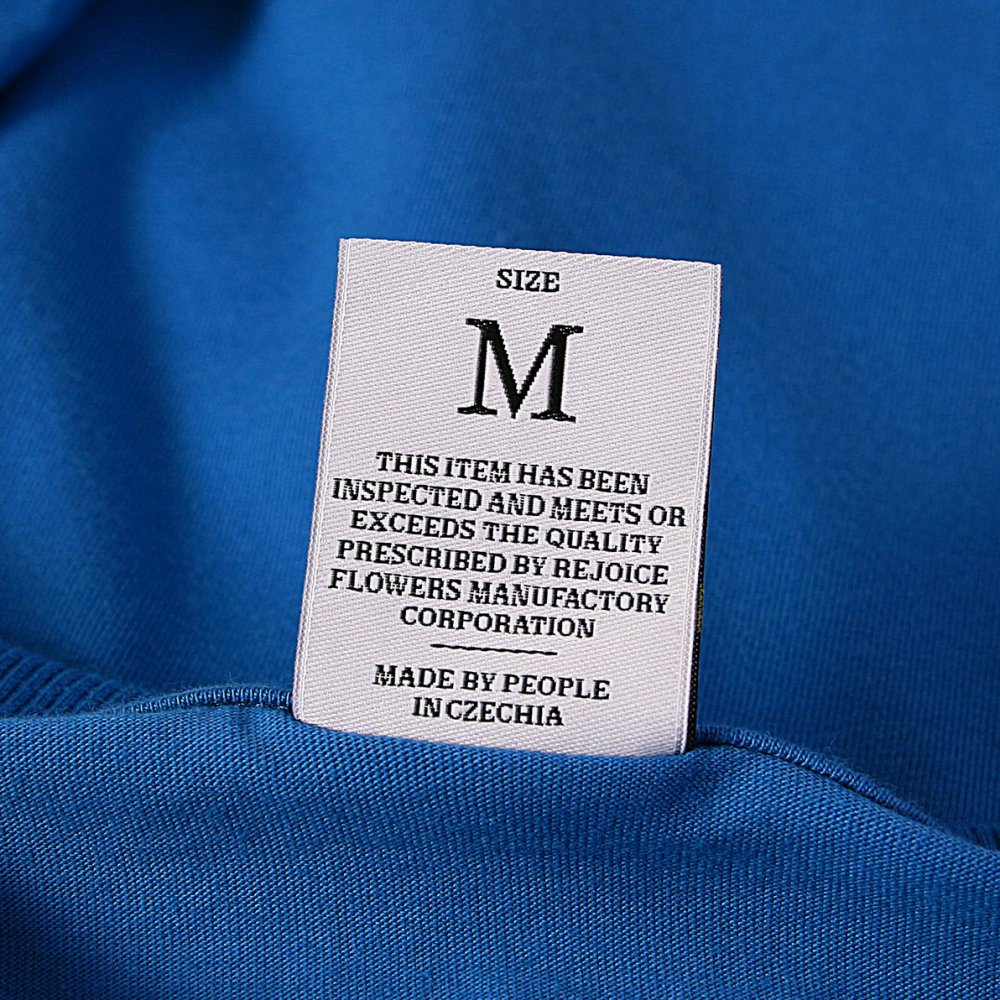 SIZE
M
THIS ITEM HAS BEEN
INSPECTED AND MEETS OR
EXCEEDS THE QUALITY
PRESCRIBED BY REJOICE
FLOWERS MANUFACTORY
CORPORATION
MADE BY PEOPLE
IN CZECHIA